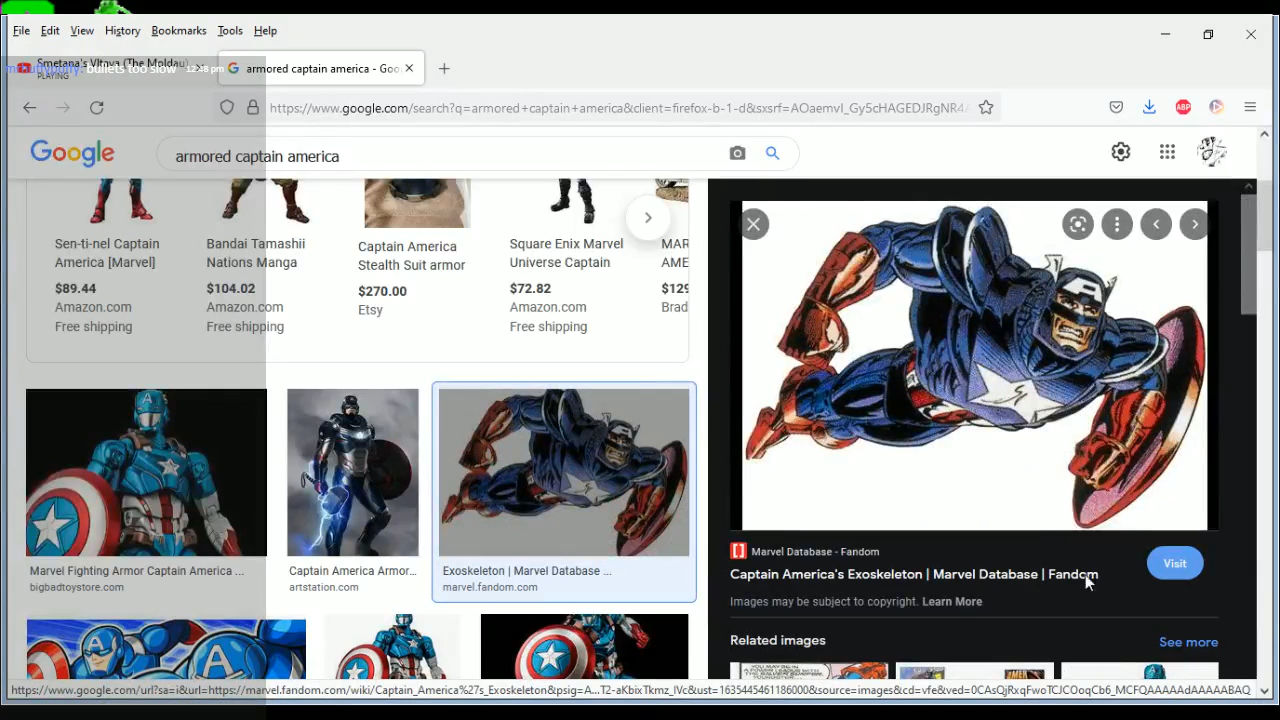 File Edit View History Bookmarks Tools Help
Smetana's Vltava (The Moldau)
PLAYING
bullets too slow 12:48 pm
armored captain america - Goo
https://www.google.com/search?q=armored+captain+america&client=firefox-b-1-d&sxsrf=AOaemvI_Gy5cHAGEDJRgNR4
ABP
Google
armored captain america
Sen-ti-nel Captain
America [Marvel]
$89.44
Amazon.com
Free shipping
Bandai Tamashii
Nations Manga
$104.02
Amazon.com
Free shipping
Captain America
Stealth Suit armor
$270.00
Etsy
Square Enix Marvel
Universe Captain
$72.82
Amazon.com
Free shipping
MAR
AME
$129
Brad
Marvel Fighting Armor Captain America ...
bigbadtoystore.com
Captain America Armor...
artstation.com
Exoskeleton | Marvel Database ...
marvel.fandom.com
A
Marvel Database - Fandom
Captain America's Exoskeleton | Marvel Database | Fandom
Visit
Images may be subject to copyright. Learn More
Related images
See more
https://www.google.com/url?sa=i&url=https://marvel.fandom.com/wiki/Captain_America%27s_Exoskeleton&psig=A...T2-aKbixTkmz_IVc&ust=1635445461186000&source=images&cd=vfe&ved=0CAsQjRxqFwoTCJCOoqCb6_MCFQAAAAAdAAAAABAQ